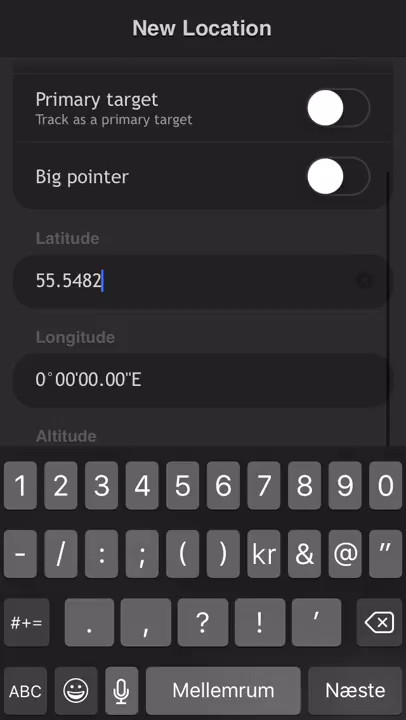 New Location
Primary target
Track as a primary target
Big pointer
Latitude
55.5482
Longitude
0°00'00.00"E
Altitude
1 2 3 4 5 6 7 8 9 0
- / : ; ( ) kr & @ "
#+= . , ? ! '
ABC Mellemrum Næste